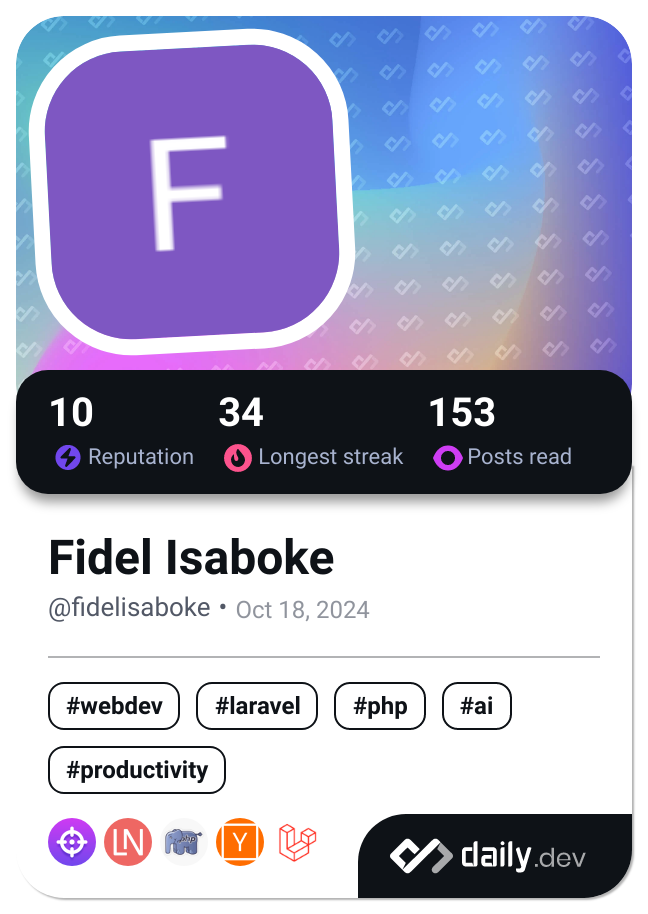 F
10 34 153
Reputation Longest streak Posts read
Fidel Isaboke
@fidelisaboke • Oct 18, 2024
#webdev #laravel #php #ai
#productivity
LN php Y
daily.dev